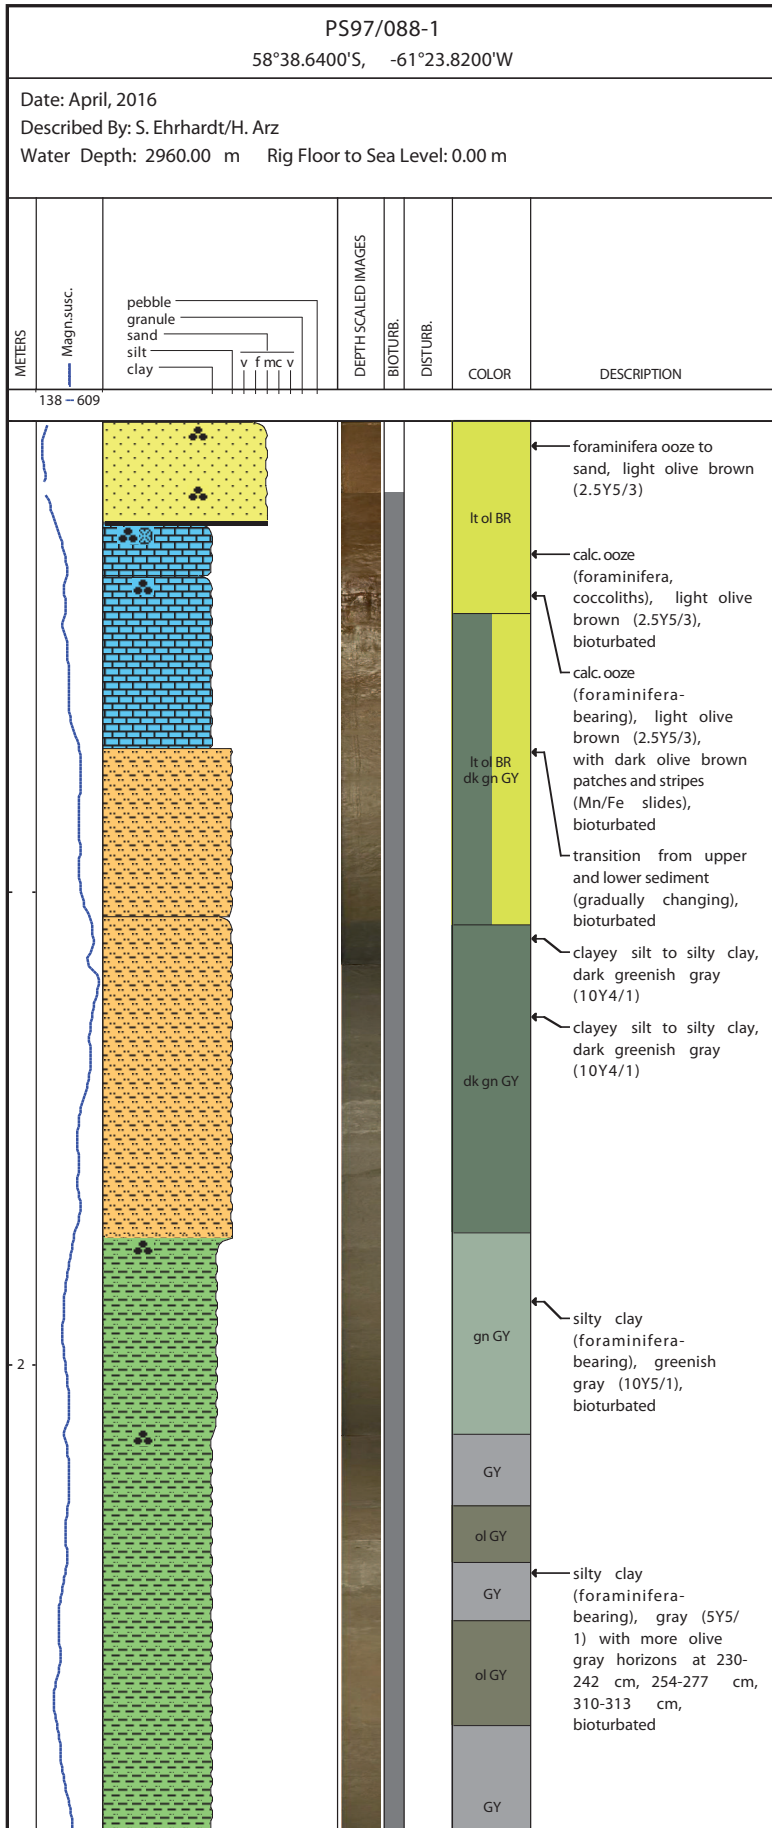 PS97/088-1
58°38.6400'S, -61°23.8200'W
Date: April, 2016
Described By: S. Ehrhardt/H. Arz
Water Depth: 2960.00 m Rig Floor to Sea Level: 0.00 m
METERS
Magn.susc.
pebble
granule
sand
silt
v f m c v
clay
DEPTH SCALED IMAGES
BIOTURB.
DISTURB.
COLOR
DESCRIPTION
138 – 609
foraminifera ooze to
sand, light olive brown
(2.5Y5/3)
lt ol BR
calc. ooze
(foraminifera,
coccoliths), light olive
brown (2.5Y5/3),
bioturbated
calc. ooze
(foraminifera-
bearing), light olive
brown (2.5Y5/3),
with dark olive brown
patches and stripes
(Mn/Fe slides),
bioturbated
lt ol BR
dk gn GY
transition from upper
and lower sediment
(gradually changing),
bioturbated
clayey silt to silty clay,
dark greenish gray
(10Y4/1)
clayey silt to silty clay,
dark greenish gray
(10Y4/1)
dk gn GY
gn GY
silty clay
(foraminifera-
bearing), greenish
gray (10Y5/1),
bioturbated
2
GY
ol GY
GY
silty clay
(foraminifera-
bearing), gray (5Y5/
1) with more olive
gray horizons at 230-
242 cm, 254-277 cm,
310-313 cm,
bioturbated
ol GY
GY